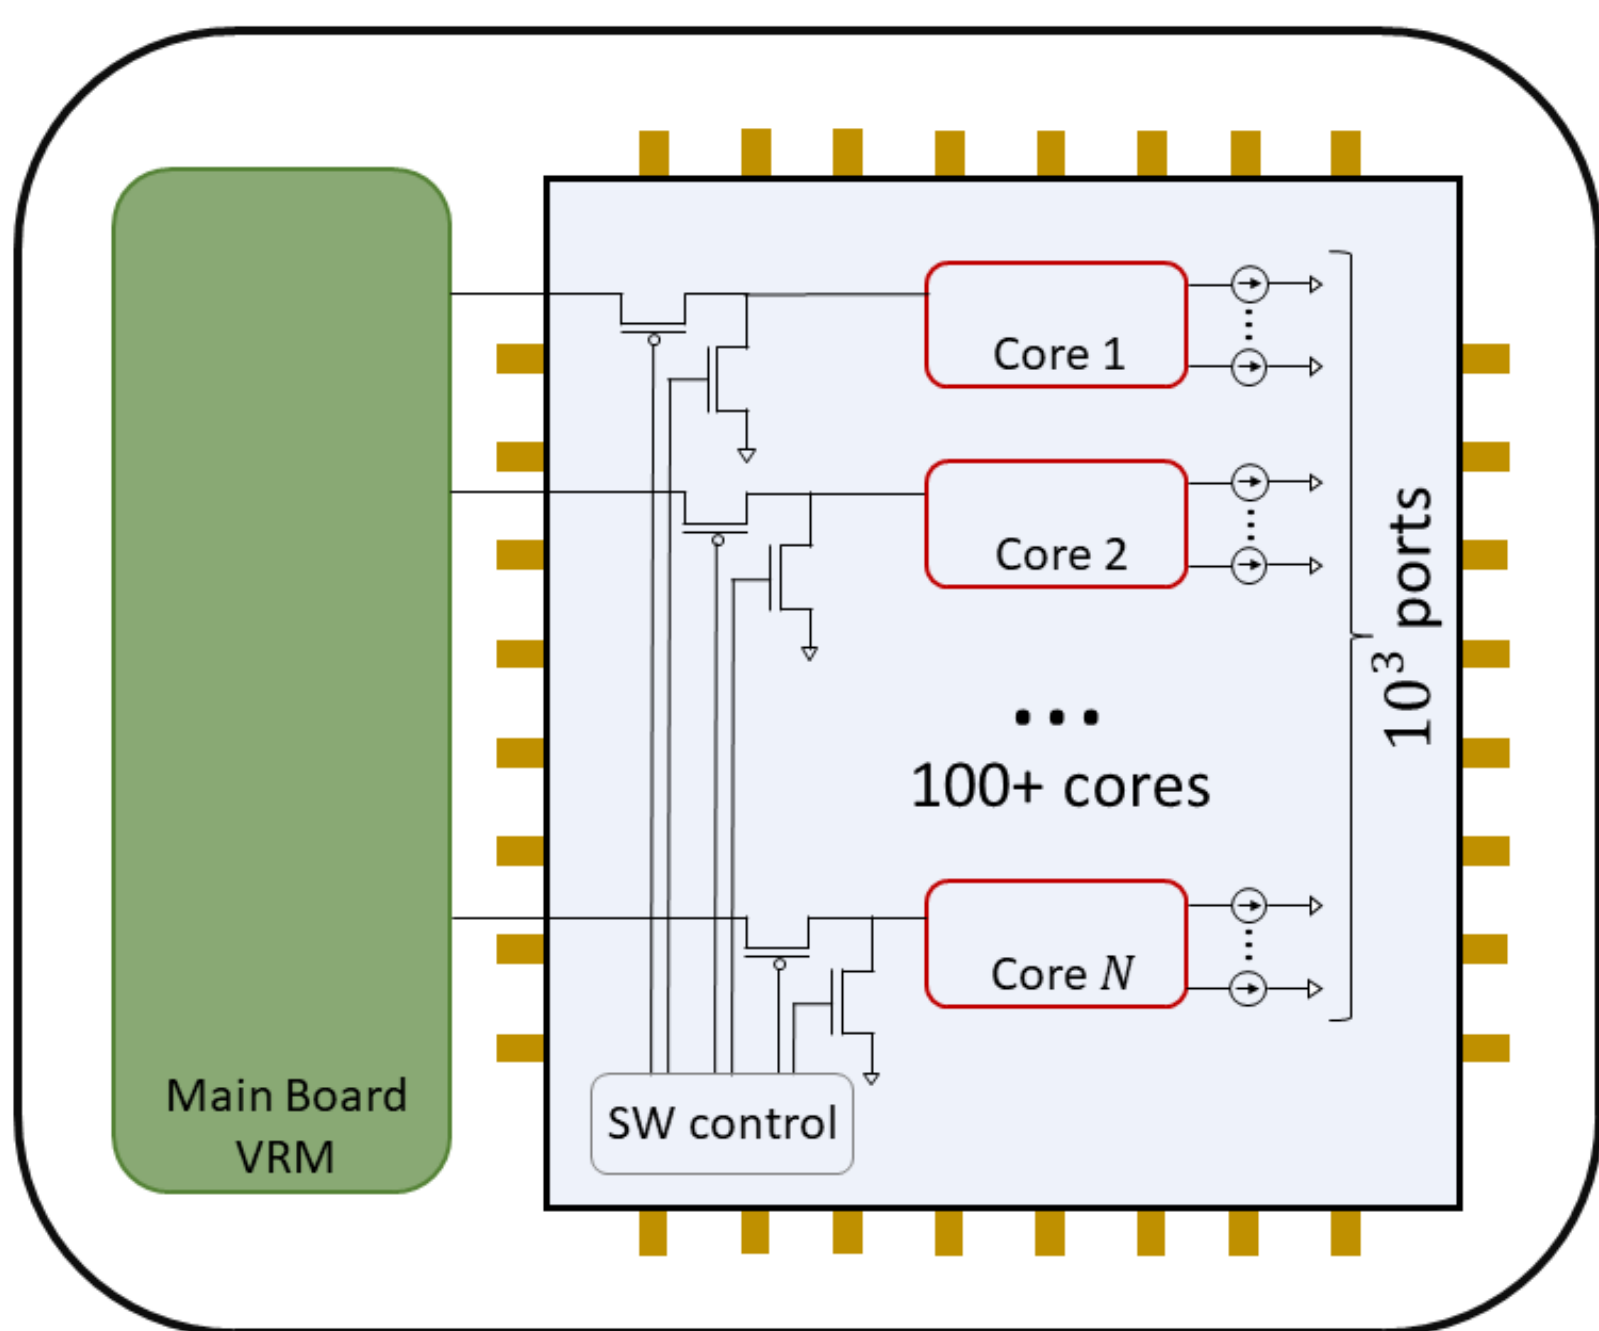 Core 1
Core 2
100+ cores
10³ ports
Core N
Main Board
VRM
SW control